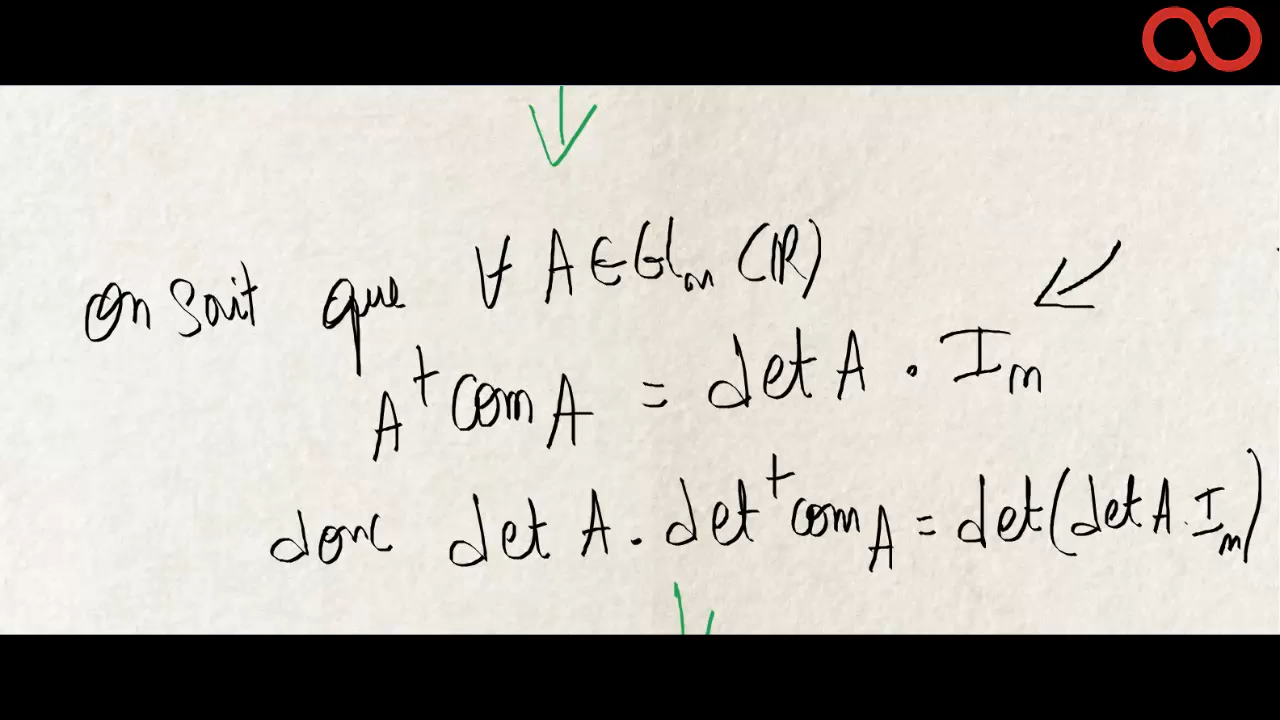 on sait que ∀ A ∈ Gl_n (ℝ)
A ᵗcom A = det A . I_n
donc det A . det ᵗcom A = det(det A . I_n)